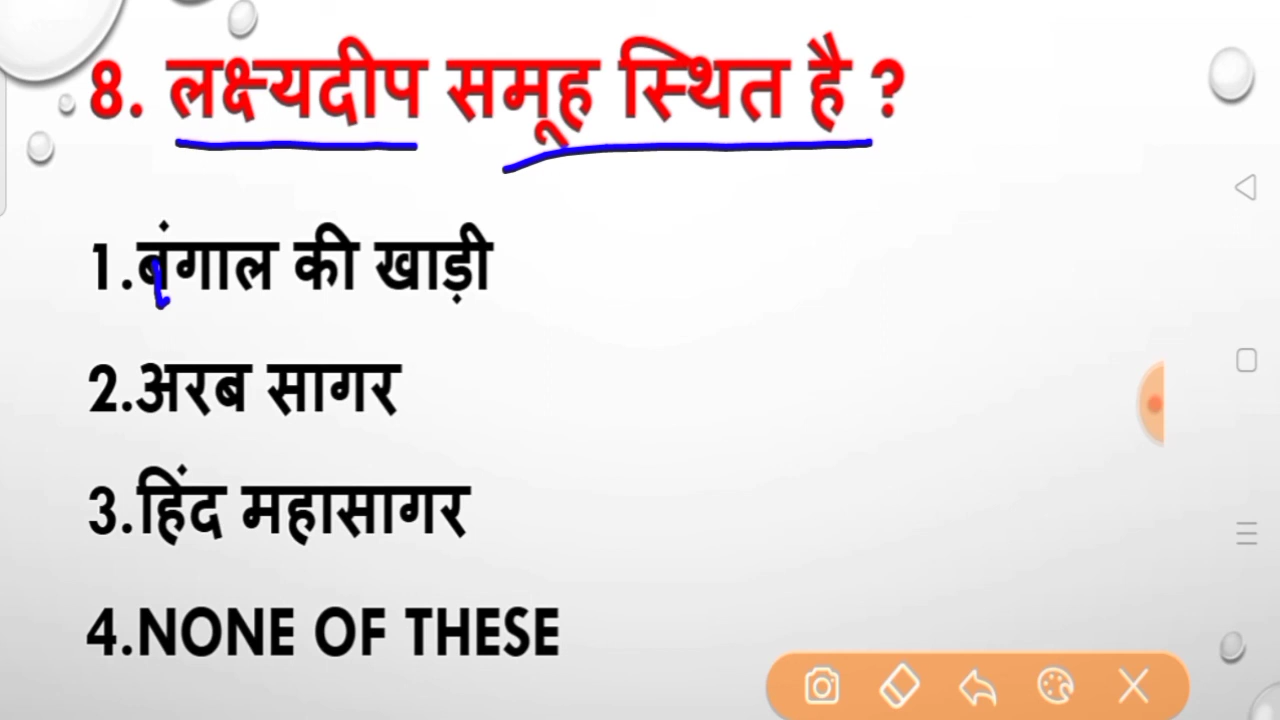 8. लक्ष्यदीप समूह स्थित है ?
1.बंगाल की खाड़ी
2.अरब सागर
3.हिंद महासागर
4.NONE OF THESE